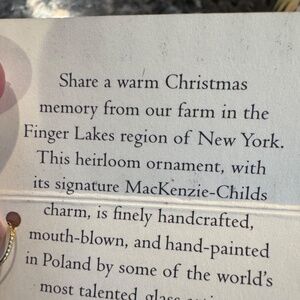 Share a warm Christmas
memory from our farm in the
Finger Lakes region of New York.
This heirloom ornament, with
its signature MacKenzie-Childs
charm, is finely handcrafted,
mouth-blown, and hand-painted
in Poland by some of the world's
most talented glass